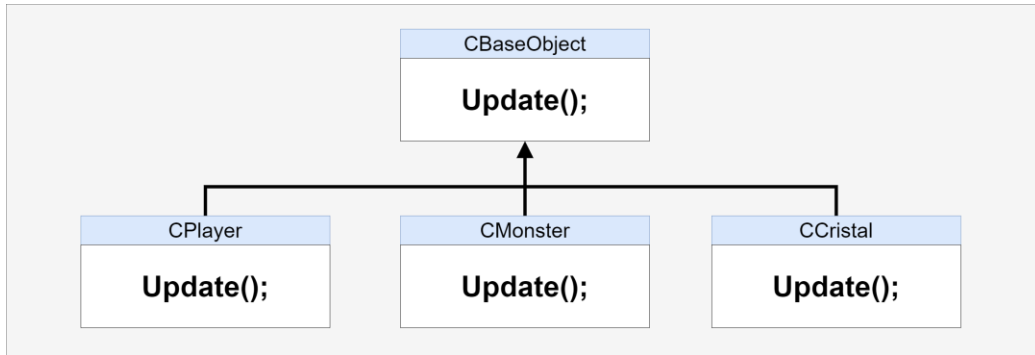 CBaseObject
Update();
CPlayer
CMonster
CCristal
Update();
Update();
Update();